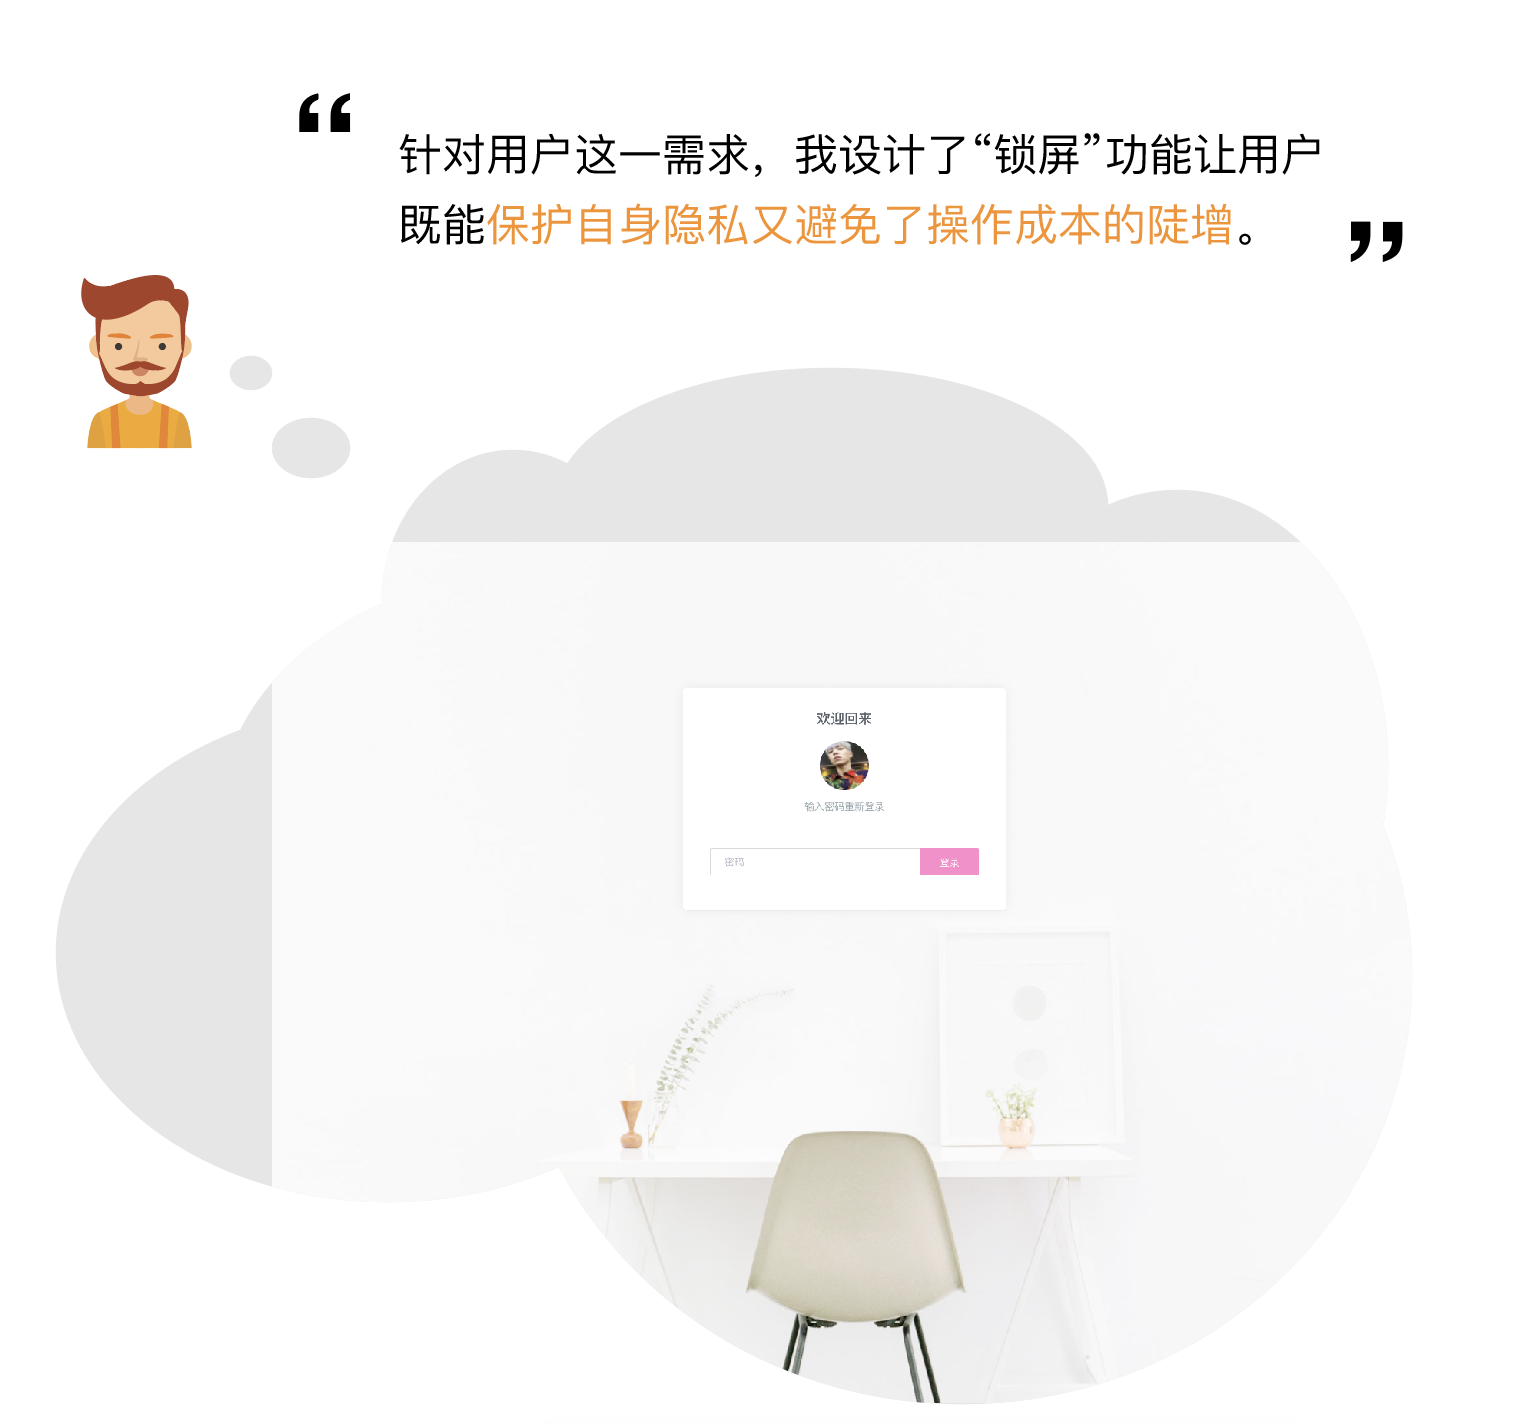 “
针对用户这一需求，我设计了“锁屏”功能让用户
既能保护自身隐私又避免了操作成本的陡增。
”
欢迎回来
输入密码重新登录
密码
登录